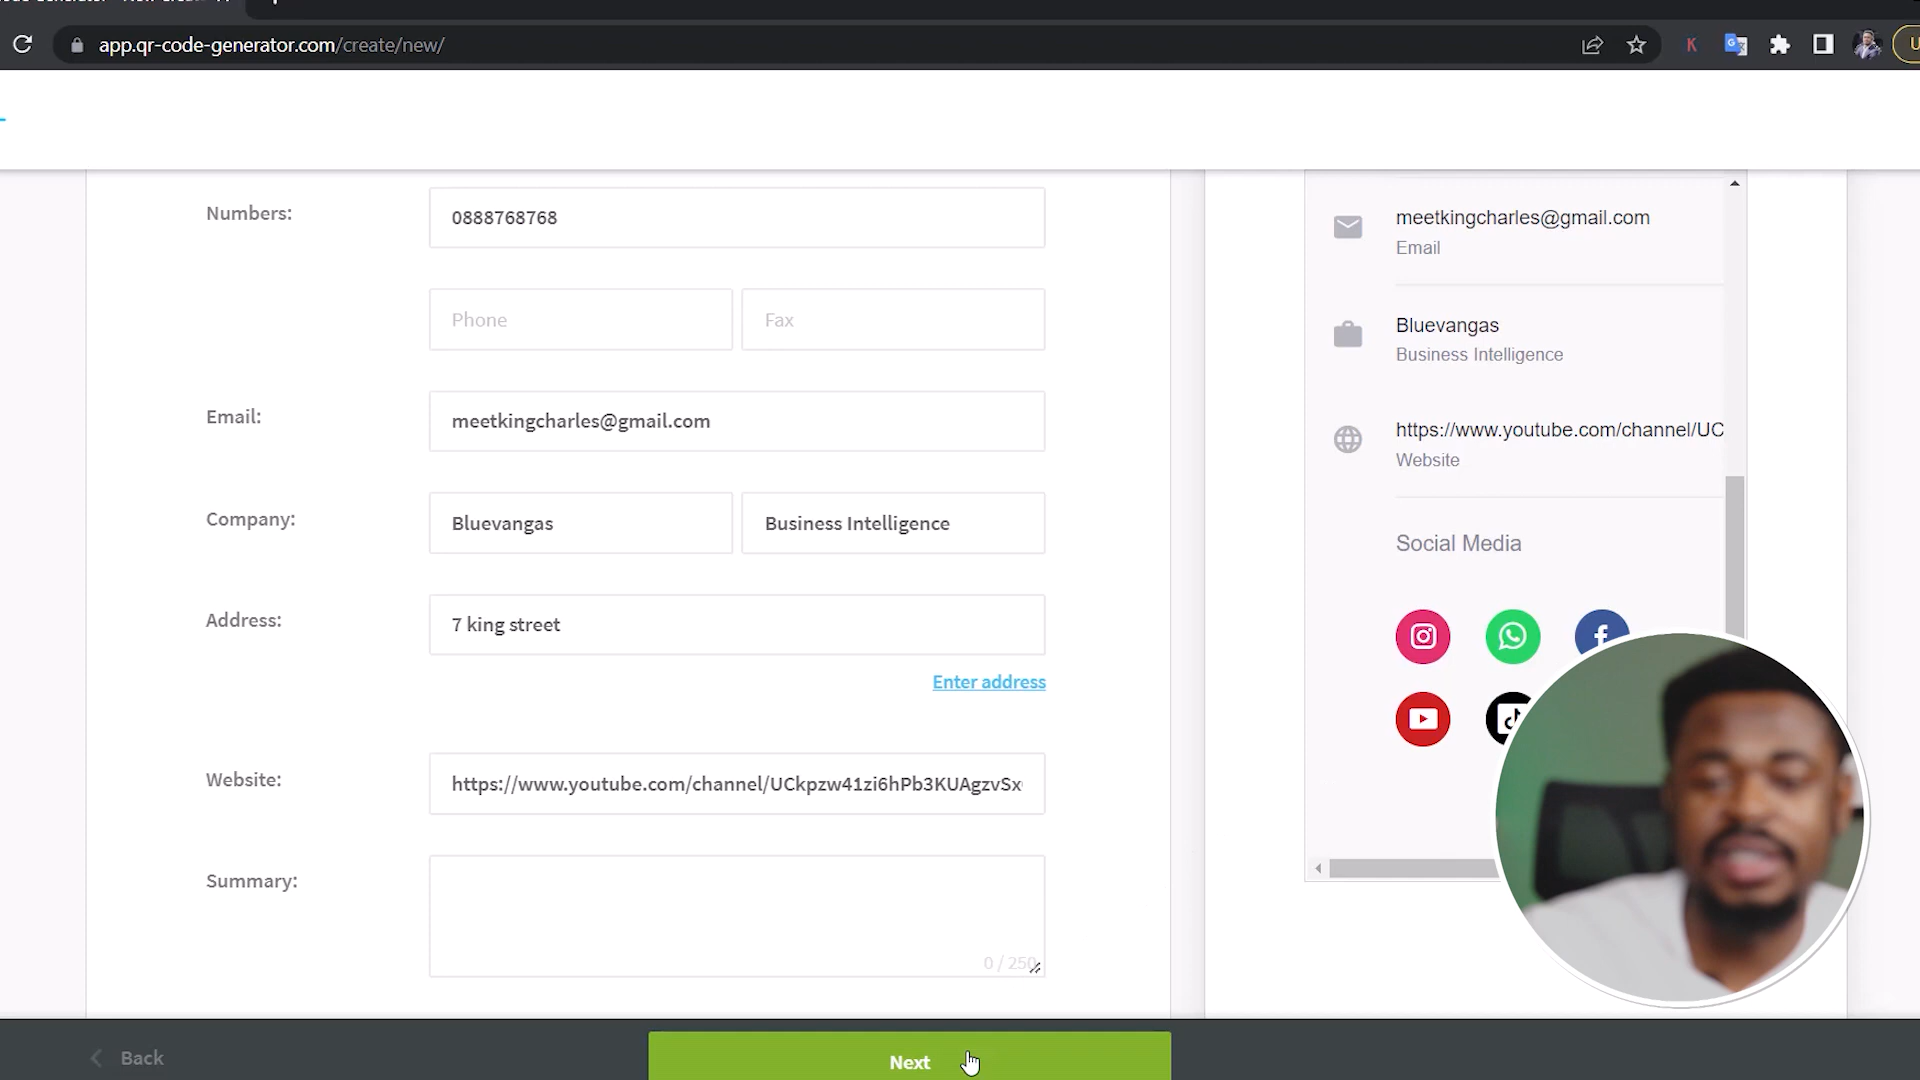 app.qr-code-generator.com/create/new/
K
G
U
Numbers:
0888768768
Phone
Fax
Email:
meetkingcharles@gmail.com
Company:
Bluevangas
Business Intelligence
Address:
7 king street
Enter address
Website:
https://www.youtube.com/channel/UCkpzw41zi6hPb3KUAgzvSx
Summary:
0 / 250
meetkingcharles@gmail.com
Email
Bluevangas
Business Intelligence
https://www.youtube.com/channel/UC
Website
Social Media
Back
Next